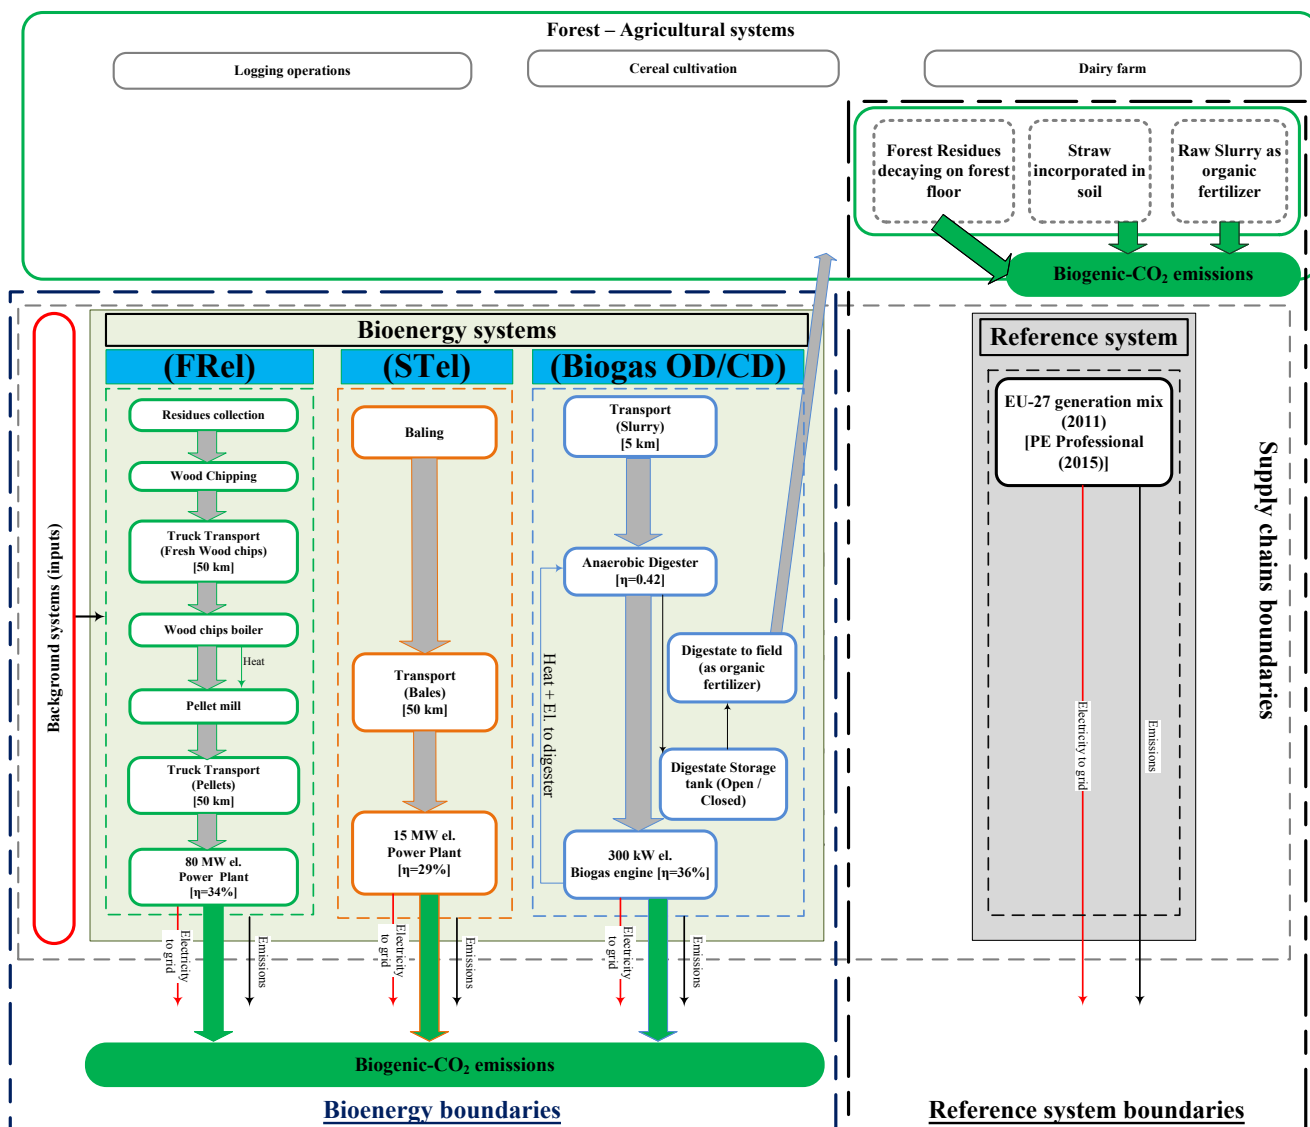 Forest – Agricultural systems
Logging operations
Cereal cultivation
Dairy farm
Forest Residues
decaying on forest
floor
Straw
incorporated in
soil
Raw Slurry as
organic
fertilizer
Biogenic-CO₂ emissions
Background systems (inputs)
Bioenergy systems
(FRel)
Residues collection
Wood Chipping
Truck Transport
(Fresh Wood chips)
[50 km]
Wood chips boiler
Heat
Pellet mill
Truck Transport
(Pellets)
[50 km]
80 MW el.
Power Plant
[η=34%]
Electricity
to grid
Emissions
(STel)
Baling
Transport
(Bales)
[50 km]
15 MW el.
Power Plant
[η=29%]
Electricity
to grid
Emissions
(Biogas OD/CD)
Transport
(Slurry)
[5 km]
Anaerobic Digester
[η=0.42]
Heat + El. to digester
Digestate to field
(as organic
fertilizer)
Digestate Storage
tank (Open /
Closed)
300 kW el.
Biogas engine [η=36%]
Electricity
to grid
Emissions
Reference system
EU-27 generation mix
(2011)
[PE Professional
(2015)]
Electricity to grid
Emissions
Supply chains boundaries
Biogenic-CO₂ emissions
Bioenergy boundaries
Reference system boundaries